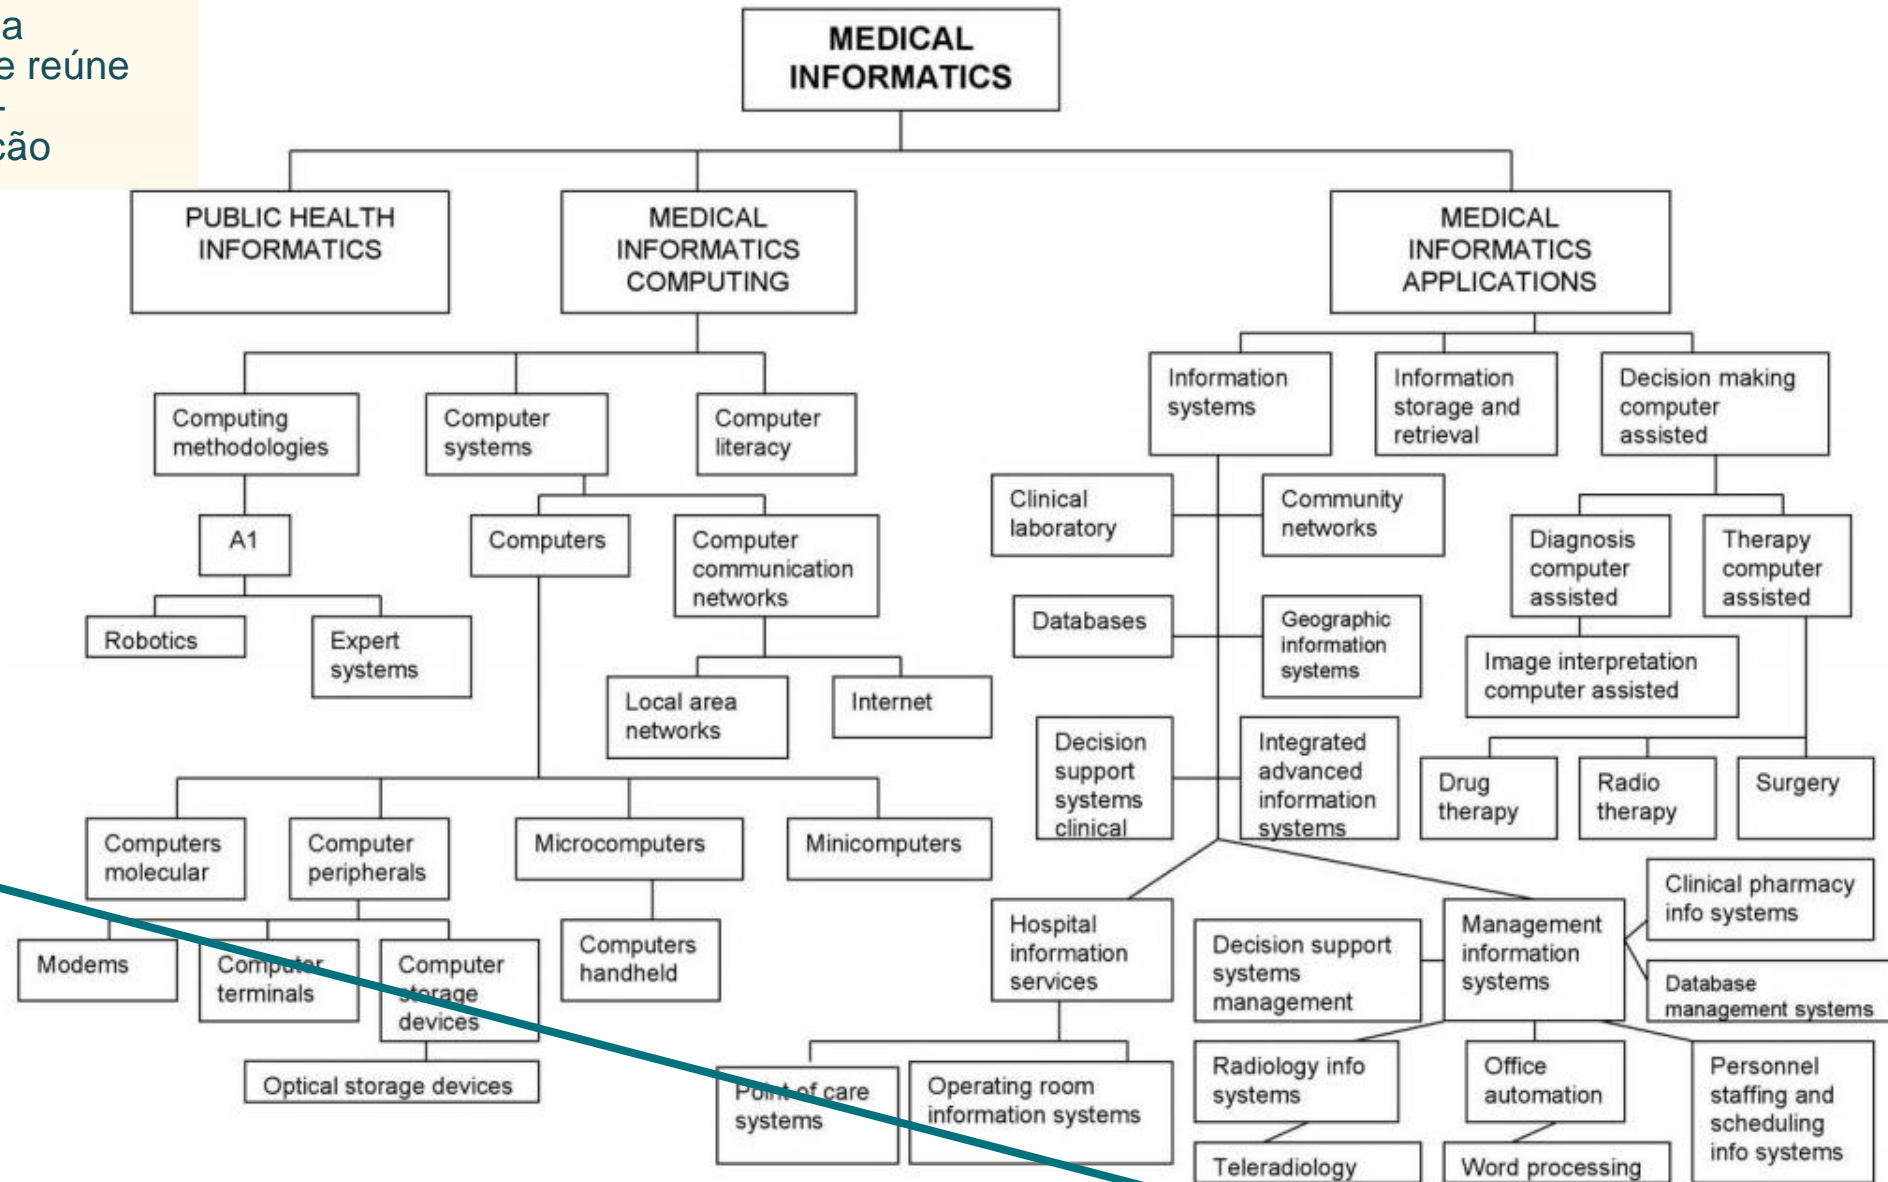 a
e reúne
-
ção
MEDICAL
INFORMATICS
PUBLIC HEALTH
INFORMATICS
MEDICAL
INFORMATICS
COMPUTING
MEDICAL
INFORMATICS
APPLICATIONS
Computing
methodologies
Computer
systems
Computer
literacy
Information
systems
Information
storage and
retrieval
Decision making
computer
assisted
A1
Computers
Computer
communication
networks
Clinical
laboratory
Community
networks
Diagnosis
computer
assisted
Therapy
computer
assisted
Robotics
Expert
systems
Local area
networks
Internet
Databases
Geographic
information
systems
Image interpretation
computer assisted
Decision
support
systems
clinical
Integrated
advanced
information
systems
Drug
therapy
Radio
therapy
Surgery
Computers
molecular
Computer
peripherals
Microcomputers
Minicomputers
Modems
Computer
terminals
Computer
storage
devices
Computers
handheld
Optical storage devices
Hospital
information
services
Decision support
systems
management
Management
information
systems
Clinical pharmacy
info systems
Database
management systems
Point of care
systems
Operating room
information systems
Radiology info
systems
Office
automation
Personnel
staffing and
scheduling
info systems
Teleradiology
Word processing